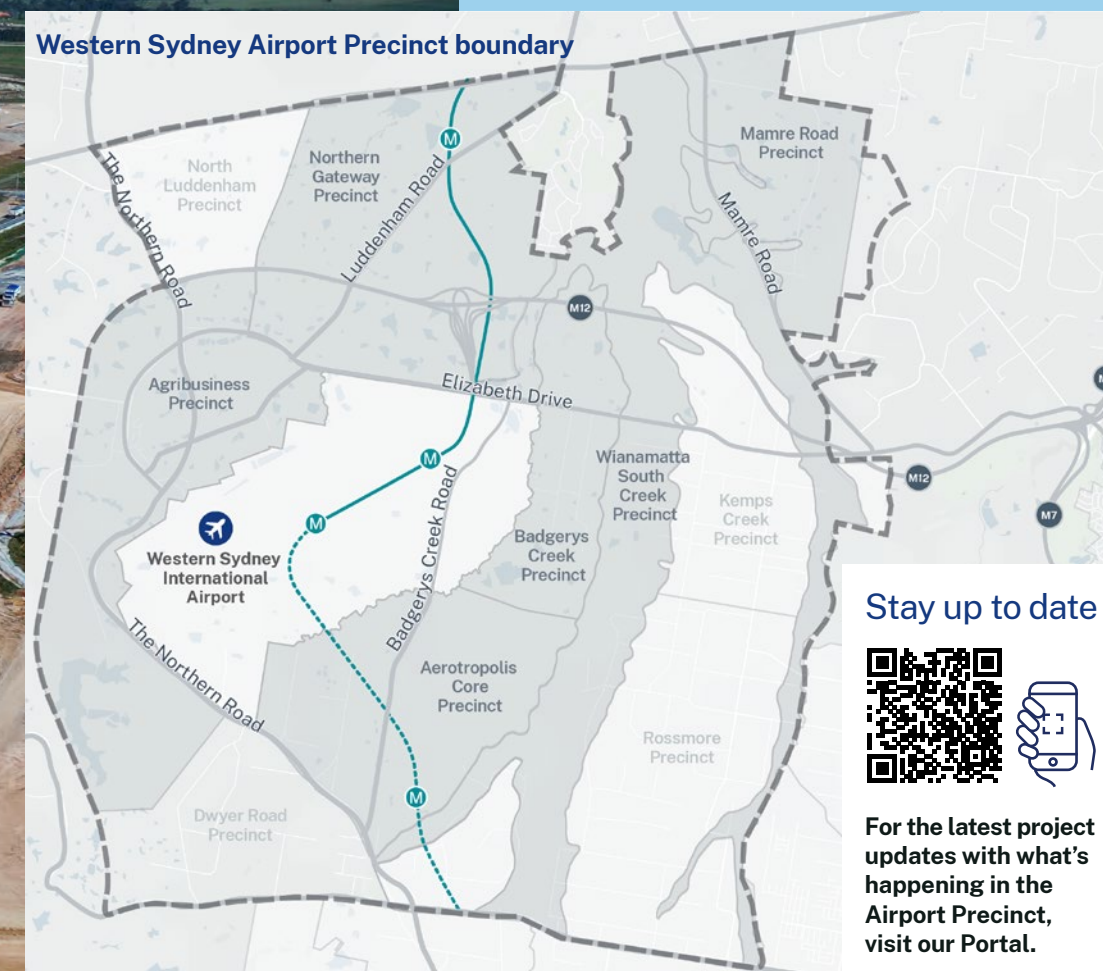 Western Sydney Airport Precinct boundary
M
Mamre Road
Precinct
North
Luddenham
Precinct
Northern
Gateway
Precinct
The Northern Road
Luddenham Road
Mamre Road
M12
Agribusiness
Precinct
Elizabeth Drive
M
Wianamatta
South
Creek
Precinct
M12
Kemps
Creek
Precinct
M7
M
Western Sydney
International
Airport
Badgerys
Creek
Precinct
Badgerys Creek Road
The Northern Road
Aerotropolis
Core
Precinct
Rossmore
Precinct
M
Dwyer Road
Precinct
Stay up to date
For the latest project
updates with what’s
happening in the
Airport Precinct,
visit our Portal.